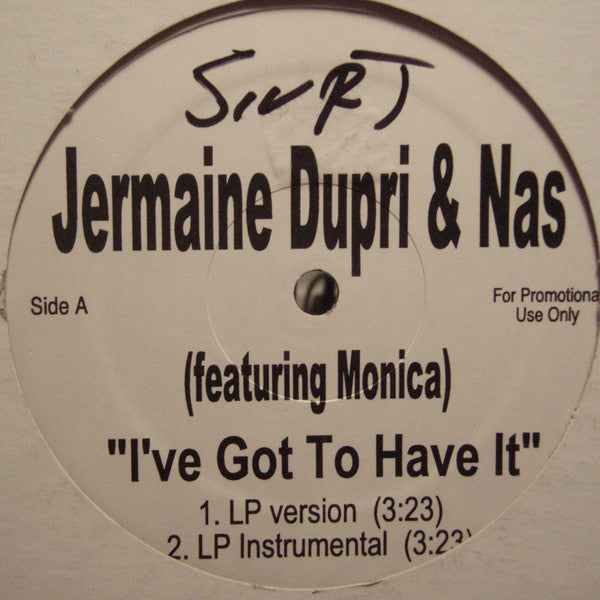 Jermaine Dupri & Nas
Side A
For Promotiona
Use Only
(featuring Monica)
"I've Got To Have It"
1. LP version (3:23)
2. LP Instrumental (3:23)